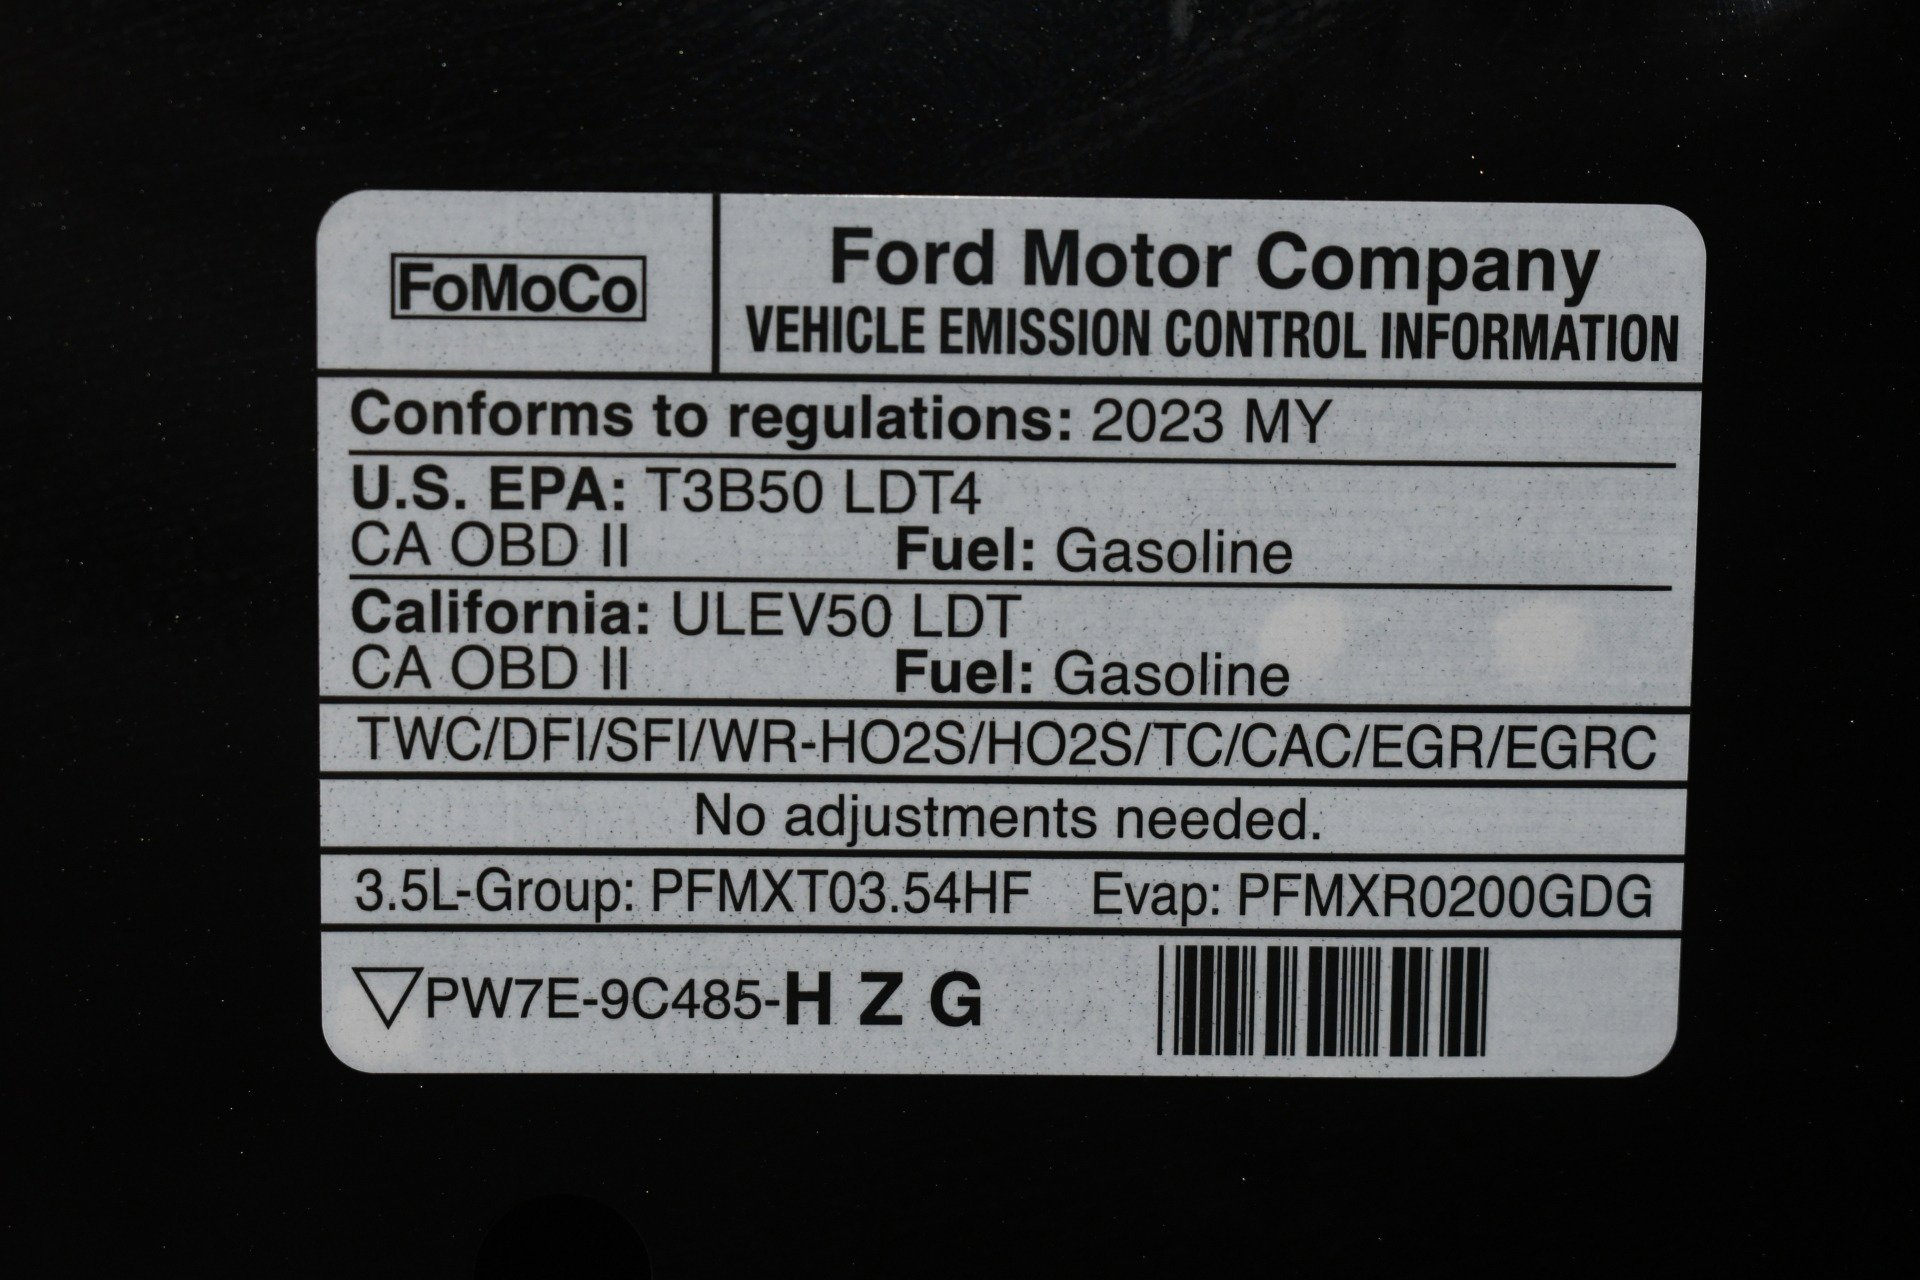 FoMoCo
Ford Motor Company
VEHICLE EMISSION CONTROL INFORMATION
Conforms to regulations: 2023 MY
U.S. EPA: T3B50 LDT4
CA OBD II Fuel: Gasoline
California: ULEV50 LDT
CA OBD II Fuel: Gasoline
TWC/DFI/SFI/WR-HO2S/HO2S/TC/CAC/EGR/EGRC
No adjustments needed.
3.5L-Group: PFMXT03.54HF Evap: PFMXR0200GDG
PW7E-9C485-H Z G